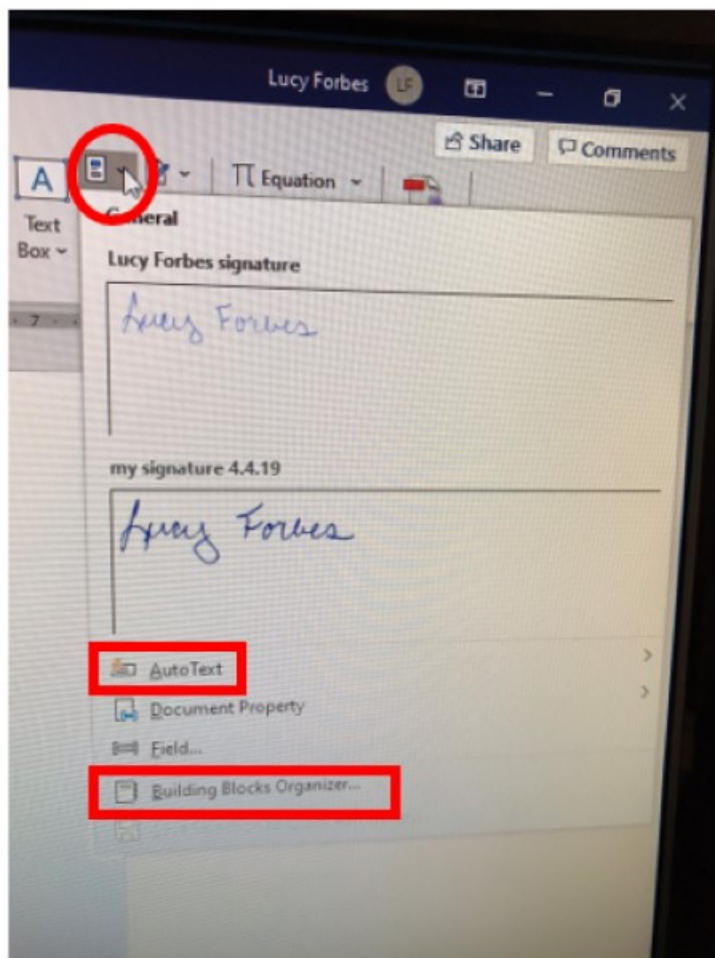 Lucy Forbes LF
Share Comments
A Equation
Text
Box
General
Lucy Forbes signature
7
Lucy Forbes
my signature 4.4.19
Lucy Forbes
AutoText
Document Property
Field...
Building Blocks Organizer...